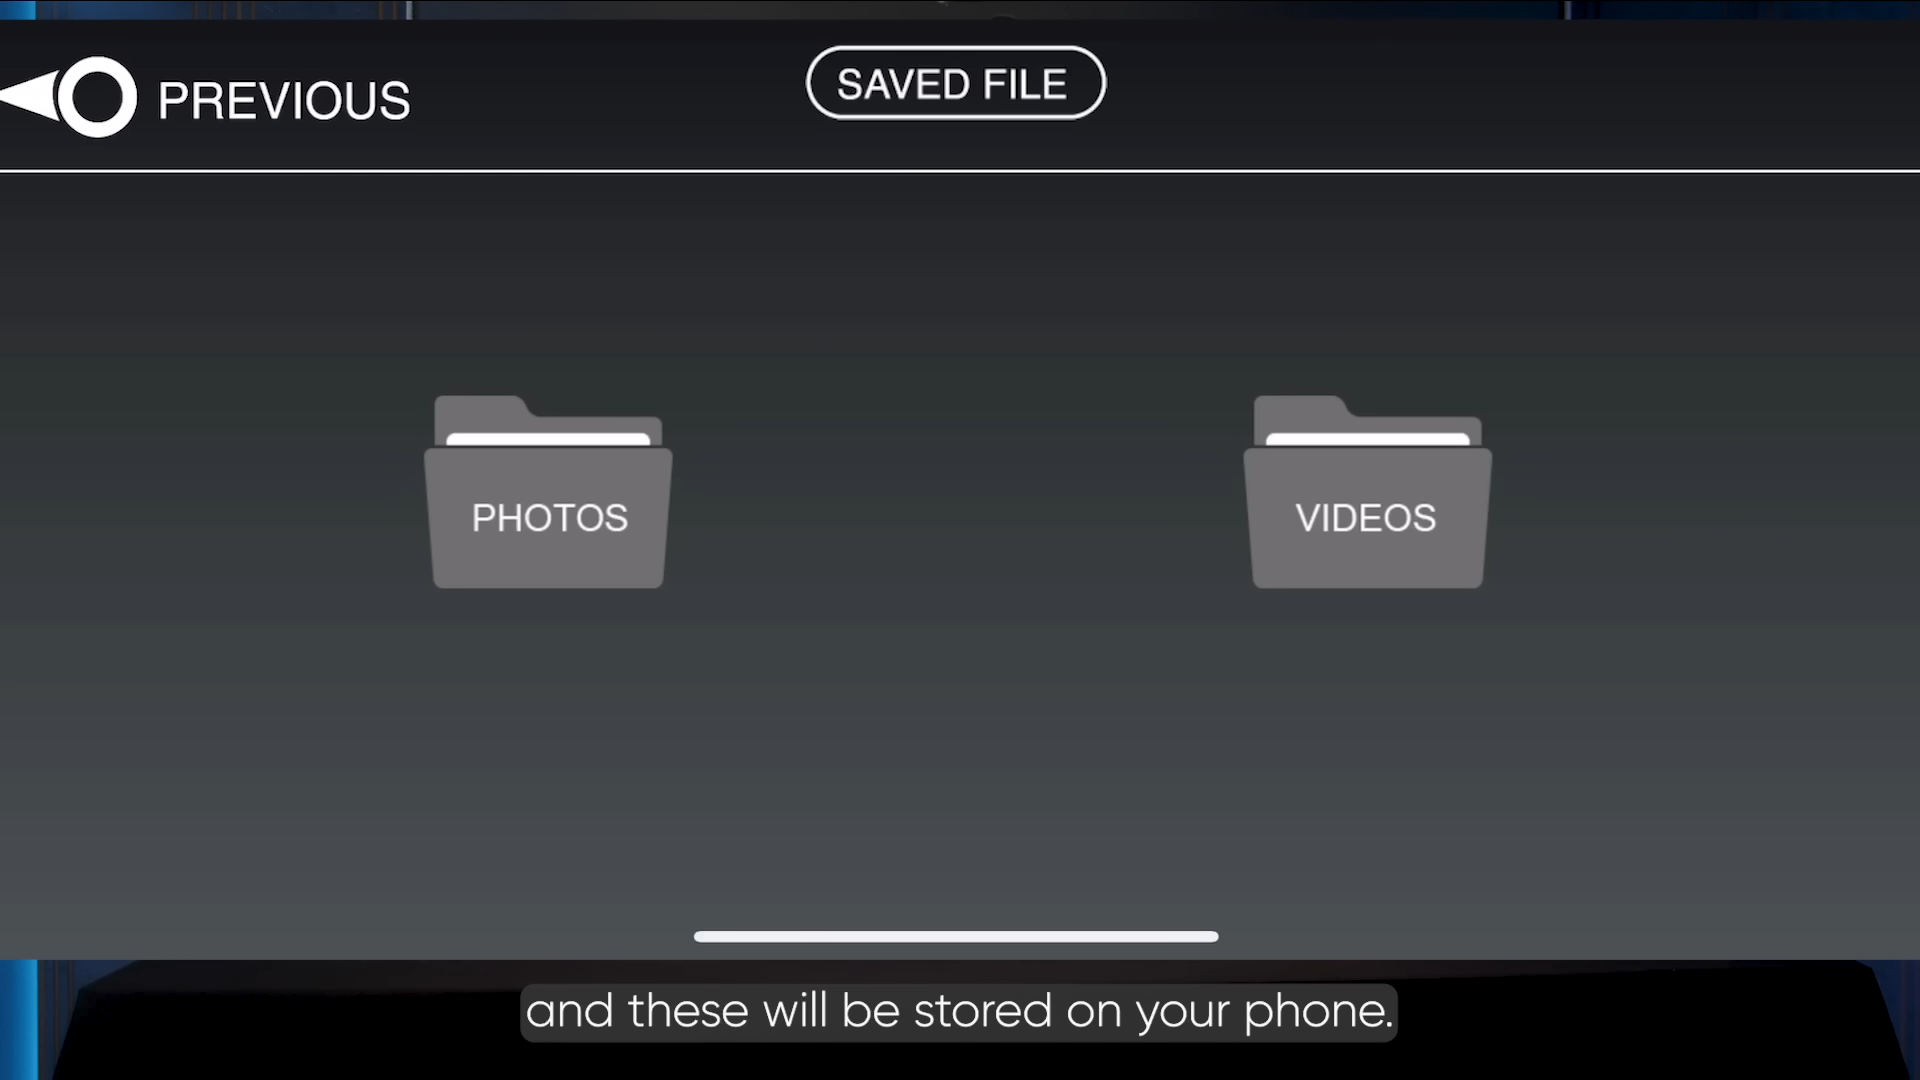 PREVIOUS
SAVED FILE
PHOTOS
VIDEOS
and these will be stored on your phone.